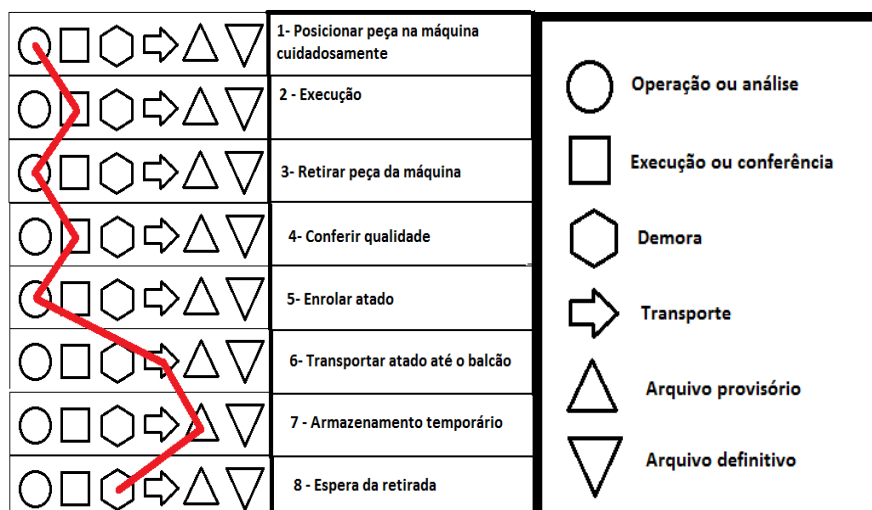 1- Posicionar peça na máquina
cuidadosamente
2 - Execução
3- Retirar peça da máquina
4- Conferir qualidade
5- Enrolar atado
6- Transportar atado até o balcão
7 - Armazenamento temporário
8 - Espera da retirada
Operação ou análise
Execução ou conferência
Demora
Transporte
Arquivo provisório
Arquivo definitivo